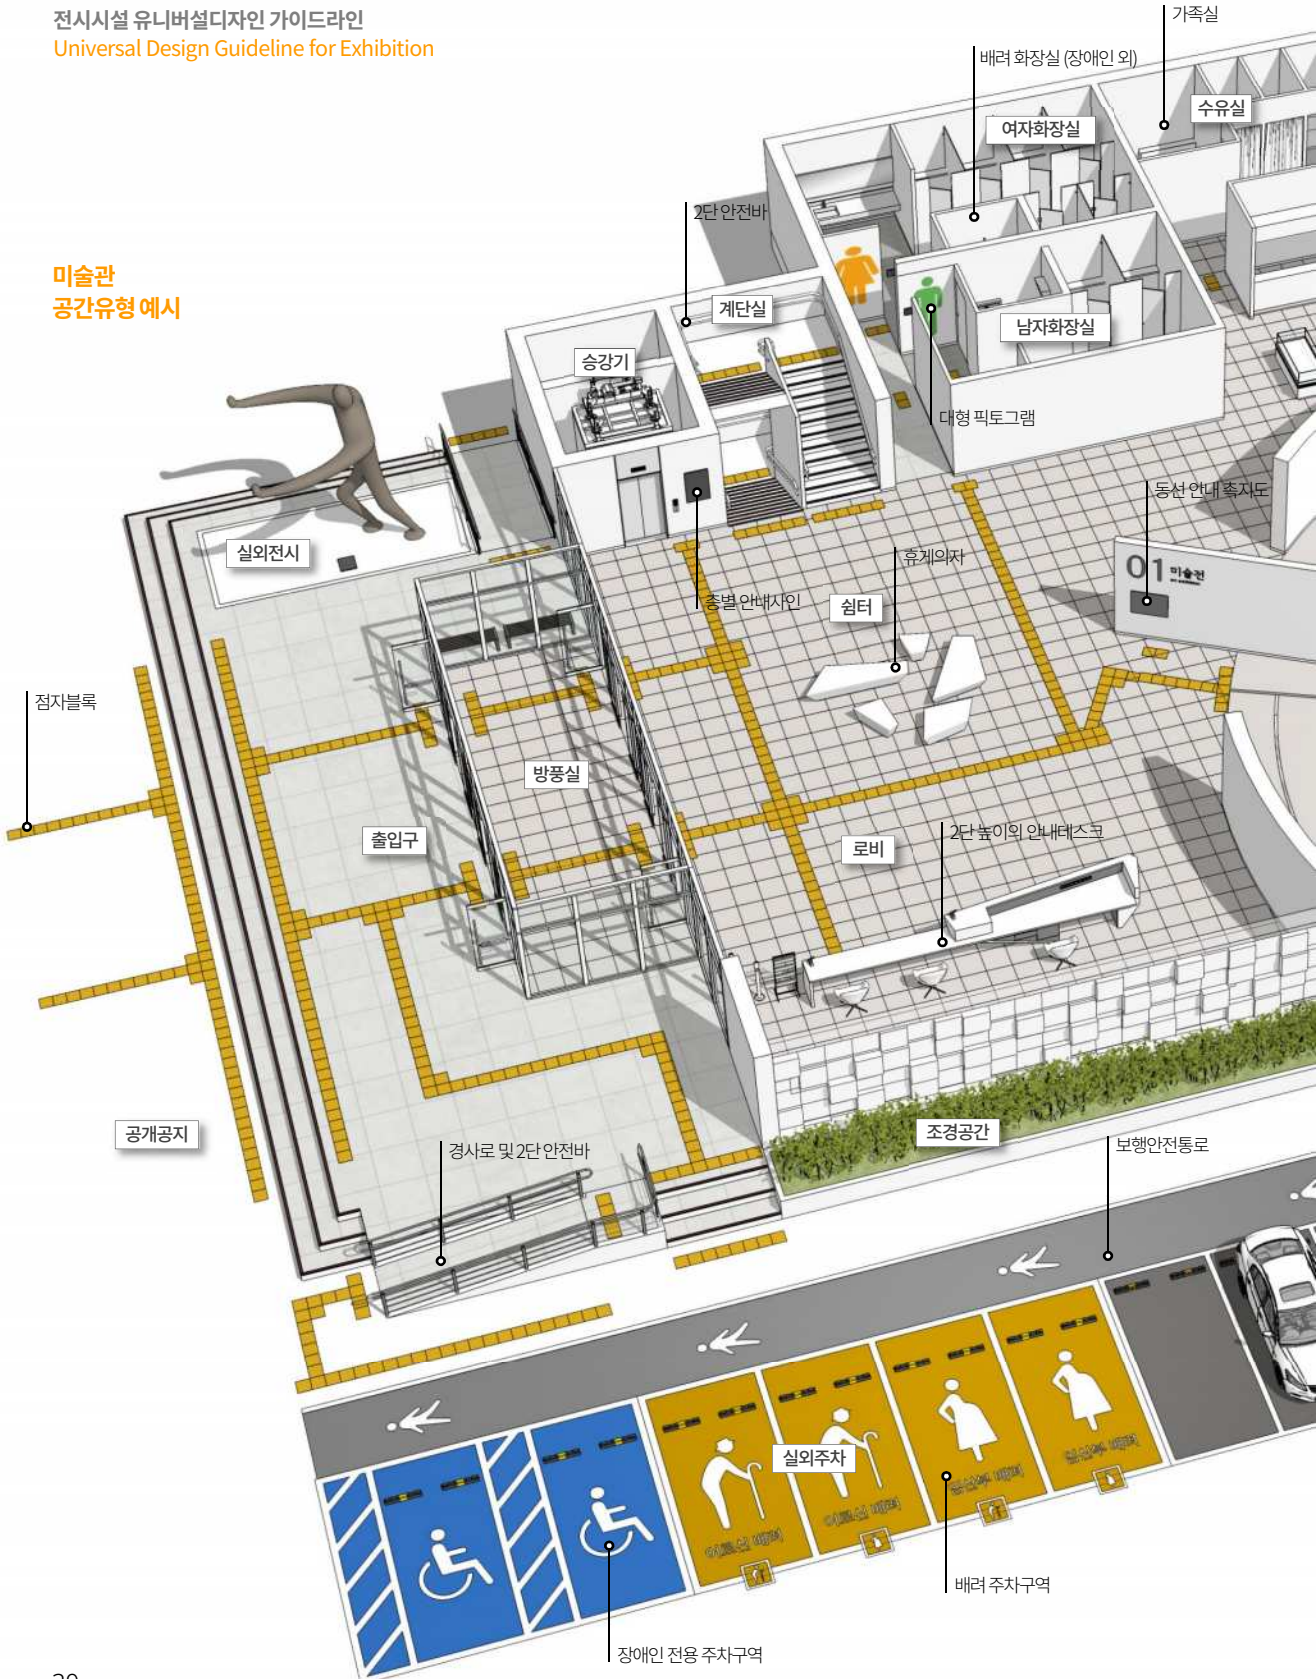 전시시설 유니버설디자인 가이드라인
Universal Design Guideline for Exhibition
가족실
배려 화장실 (장애인 외)
수유실
여자화장실
2단 안전바
미술관
공간유형 예시
계단실
남자화장실
승강기
대형 픽토그램
동선 안내 촉지도
실외전시
휴게의자
01 미술전
층별 안내사인
쉼터
점자블록
방풍실
출입구
로비
2단 높이의 안내데스크
공개공지
조경공간
경사로 및 2단 안전바
보행안전통로
실외주차
배려 주차구역
장애인 전용 주차구역